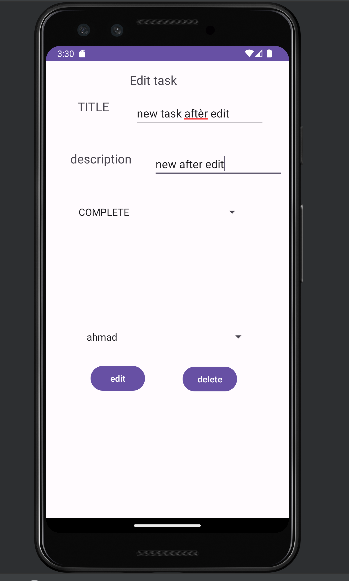 3:30
Edit task
TITLE
new task aftèr edit
description
new after edit
COMPLETE
ahmad
edit
delete